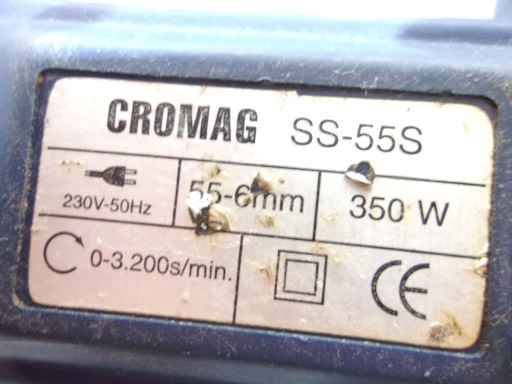 CROMAG SS-55S
230V-50Hz 55-6mm 350 W
0-3.200s/min. CE